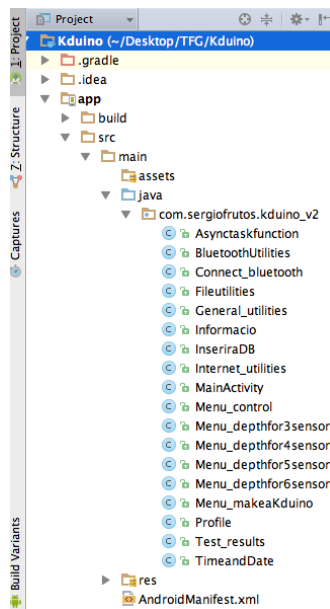 Project
Kduino (~/Desktop/TFG/Kduino)
.gradle
.idea
app
build
src
main
assets
java
com.sergiofrutos.kduino_v2
Asynctaskfunction
BluetoothUtilities
Connect_bluetooth
Fileutilities
General_utilities
Informacio
InseriraDB
Internet_utilities
MainActivity
Menu_control
Menu_depthfor3sensor
Menu_depthfor4sensor
Menu_depthfor5sensor
Menu_depthfor6sensor
Menu_makeaKduino
Profile
Test_results
TimeandDate
res
AndroidManifest.xml
1: Project
Z: Structure
Captures
Build Variants